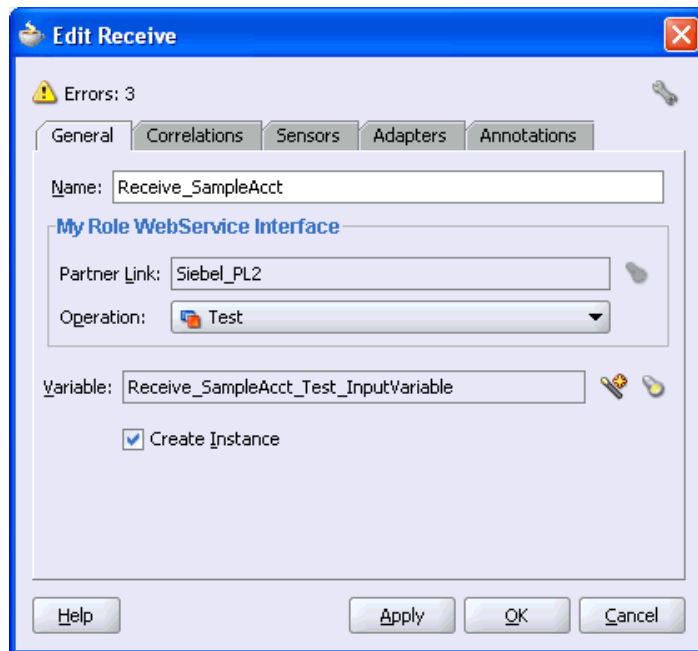 Edit Receive
Errors: 3
General Correlations Sensors Adapters Annotations
Name: Receive_SampleAcct
My Role WebService Interface
Partner Link: Siebel_PL2
Operation: Test
Variable: Receive_SampleAcct_Test_InputVariable
Create Instance
Help Apply OK Cancel